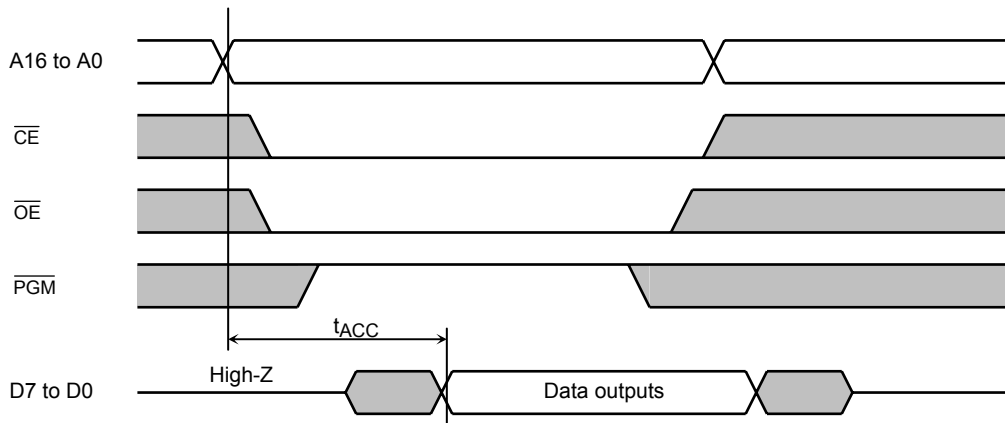 A16 to A0
CE
OE
PGM
tACC
High-Z
D7 to D0
Data outputs